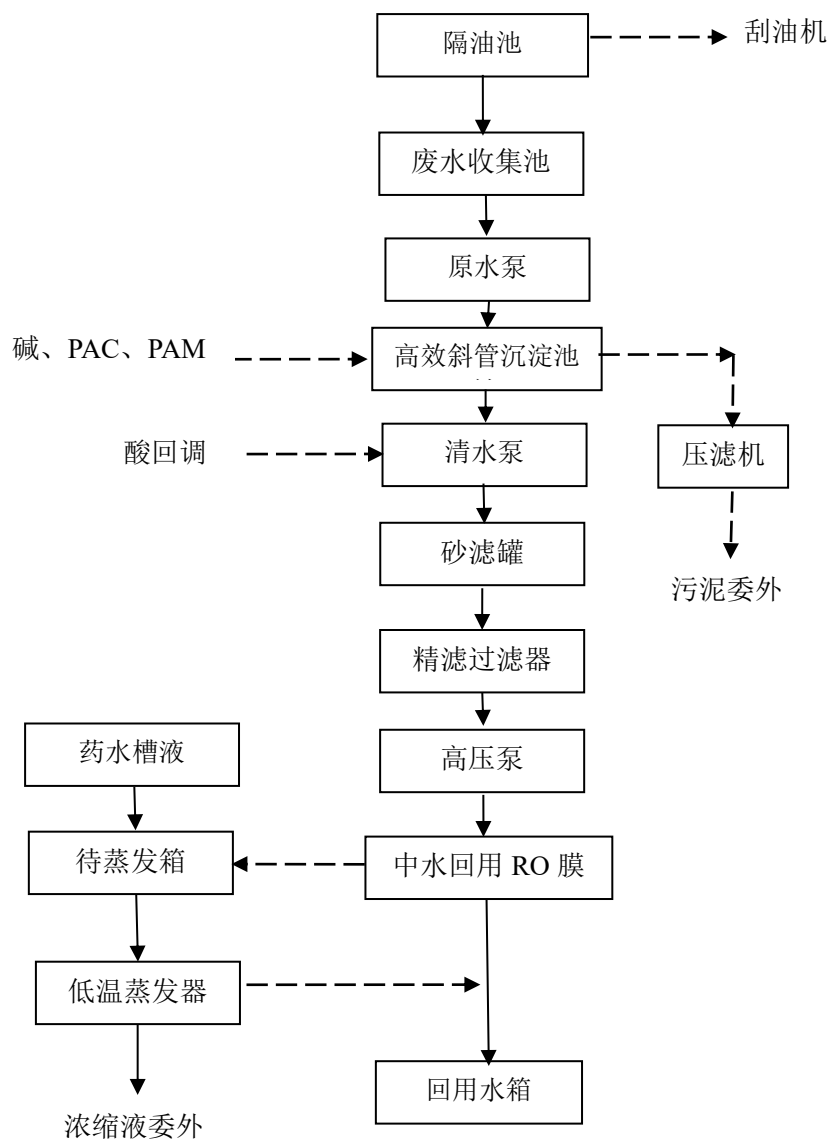 隔油池
刮油机
废水收集池
原水泵
碱、PAC、PAM
高效斜管沉淀池
酸回调
清水泵
压滤机
砂滤罐
污泥委外
精滤过滤器
药水槽液
高压泵
待蒸发箱
中水回用 RO 膜
低温蒸发器
回用水箱
浓缩液委外